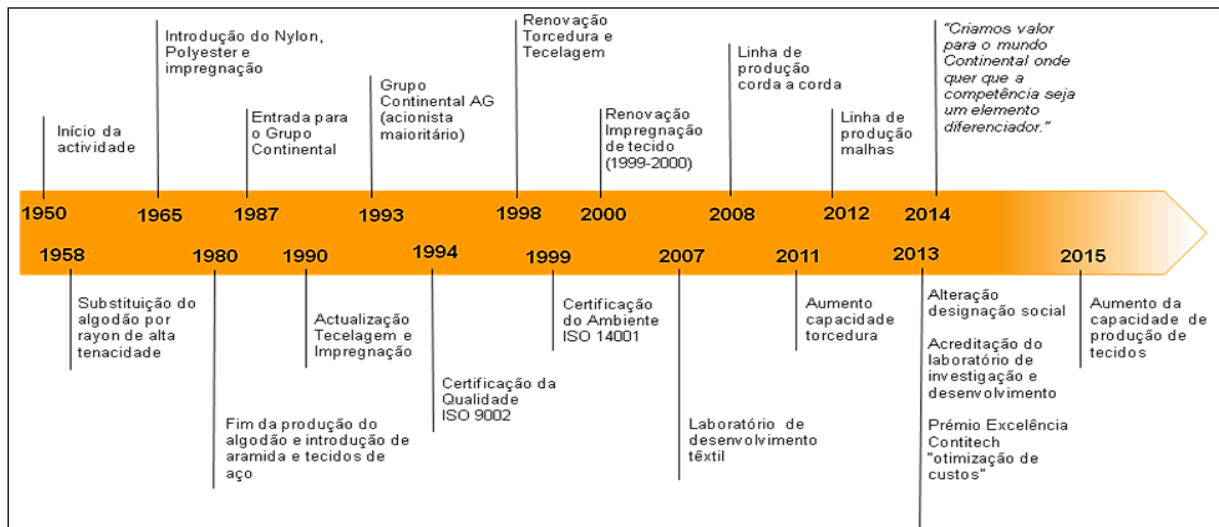 Início da
actividade
Introdução do Nylon,
Polyester e
impregnação
Entrada para
o Grupo
Continental
Grupo
Continental AG
(acionista
maioritário)
Renovação
Torcedura e
Tecelagem
Renovação
Impregnação
de tecido
(1999-2000)
Linha de
produção
corda a corda
Linha de
produção
malhas
“Criamos valor
para o mundo
Continental onde
quer que a
competência seja
um elemento
diferenciador.”
1950
1965
1987
1993
1998
2000
2008
2012
2014
1958
1980
1990
1994
1999
2007
2011
2013
2015
Substituição do
algodão por
rayon de alta
tenacidade
Fim da produção do
algodão e introdução de
aramida e tecidos de
aço
Actualização
Tecelagem e
Impregnação
Certificação da
Qualidade
ISO 9002
Certificação
do Ambiente
ISO 14001
Laboratório de
desenvolvimento
têxtil
Aumento
capacidade
torcedura
Alteração
designação social
Acreditação do
laboratório de
investigação e
desenvolvimento
Prémio Excelência
Contitech
"otimização de
custos"
Aumento da
capacidade de
produção de
tecidos